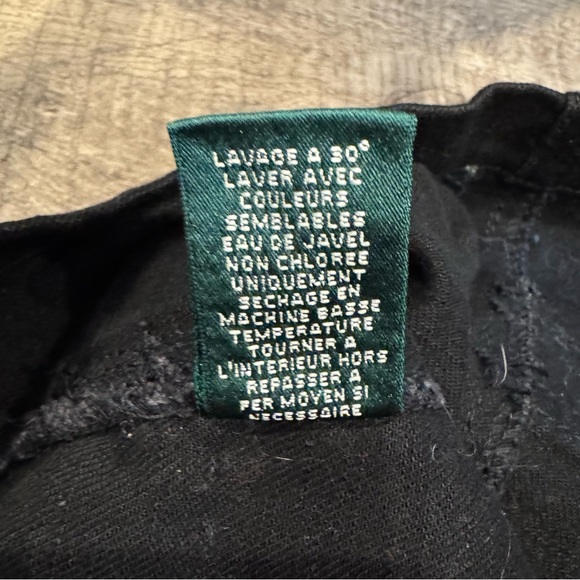 LAVAGE A 30°
LAVER AVEC
COULEURS
SEMBLABLES
EAU DE JAVEL
NON CHLOREE
UNIQUEMENT
SECHAGE EN
MACHINE BASSE
TEMPERATURE
TOURNER A
L'INTERIEUR HORS
REPASSER A
FER MOYEN SI
NECESSAIRE